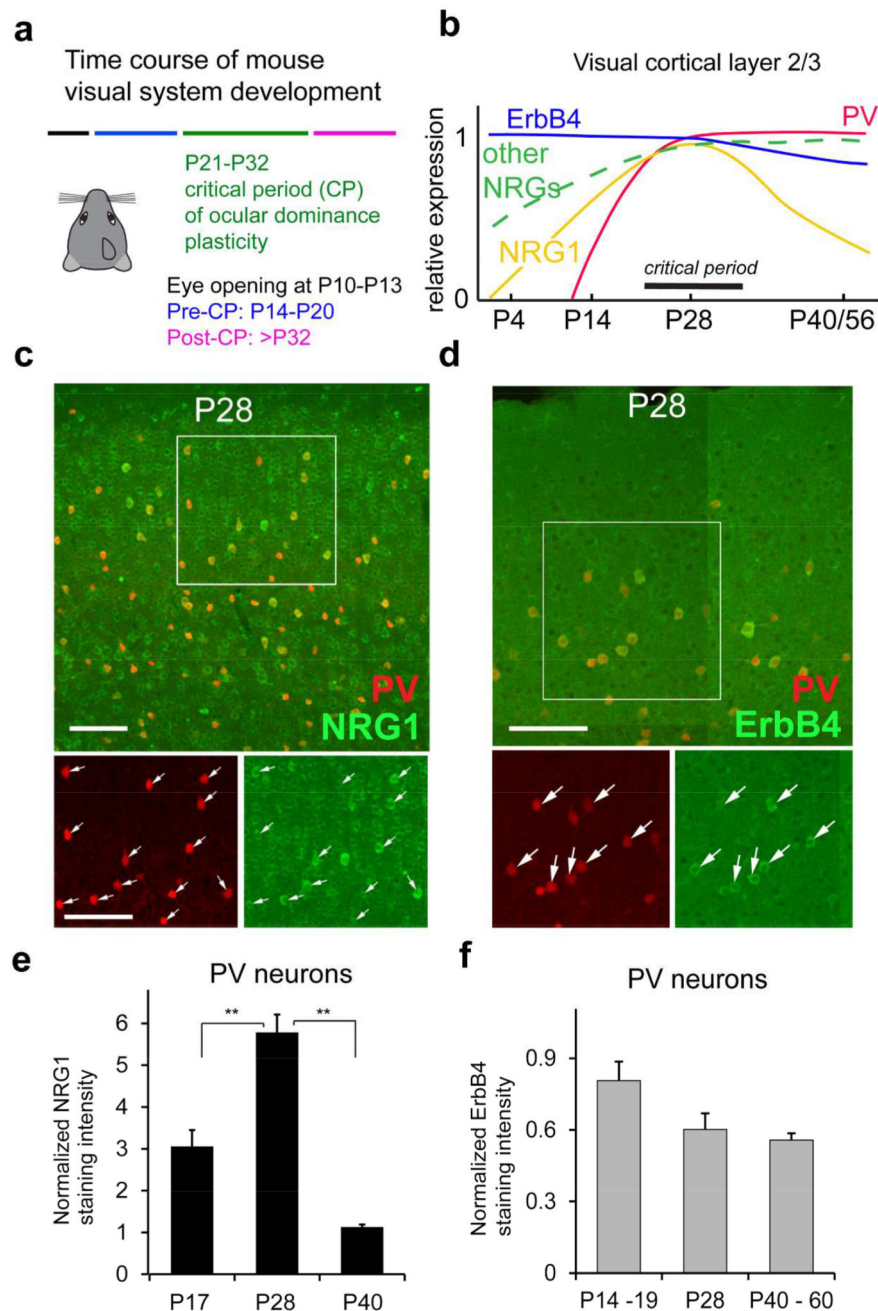 a
Time course of mouse
visual system development
P21-P32
critical period (CP)
of ocular dominance
plasticity
Eye opening at P10-P13
Pre-CP: P14-P20
Post-CP: >P32
b
Visual cortical layer 2/3
relative expression
1
0
ErbB4
PV
other
NRGs
NRG1
critical period
P4 P14 P28 P40/56
c
P28
PV
NRG1
d
P28
PV
ErbB4
e
PV neurons
Normalized NRG1
staining intensity
6
5
4
3
2
1
0
** **
P17 P28 P40
f
PV neurons
Normalized ErbB4
staining intensity
0.9
0.6
0.3
0
P14 -19 P28 P40 - 60